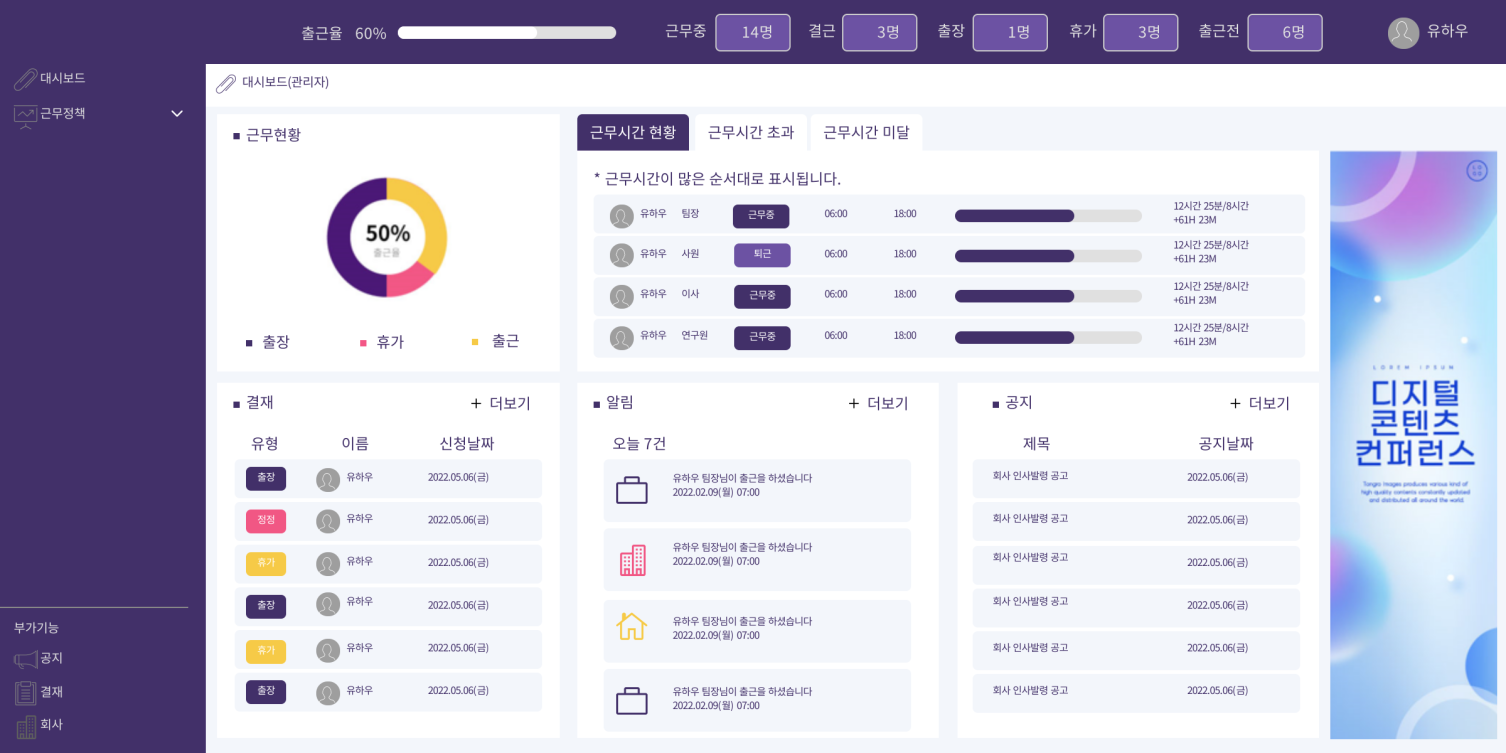 출근율 60% 근무중 14명 결근 3명 출장 1명 휴가 3명 출근전 6명 유하우
대시보드
근무정책
부가기능
공지
결재
회사
대시보드(관리자)
근무현황
50%
출근율
출장 휴가 출근
근무시간 현황 근무시간 초과 근무시간 미달
* 근무시간이 많은 순서대로 표시됩니다.
유하우 팀장 근무중 06:00 18:00 12시간 25분/8시간
+61H 23M
유하우 사원 퇴근 06:00 18:00 12시간 25분/8시간
+61H 23M
유하우 이사 근무중 06:00 18:00 12시간 25분/8시간
+61H 23M
유하우 연구원 근무중 06:00 18:00 12시간 25분/8시간
+61H 23M
결재 + 더보기
유형 이름 신청날짜
출장 유하우 2022.05.06(금)
정정 유하우 2022.05.06(금)
휴가 유하우 2022.05.06(금)
출장 유하우 2022.05.06(금)
휴가 유하우 2022.05.06(금)
출장 유하우 2022.05.06(금)
알림 + 더보기
오늘 7건
유하우 팀장님이 출근을 하셨습니다
2022.02.09(월) 07:00
유하우 팀장님이 출근을 하셨습니다
2022.02.09(월) 07:00
유하우 팀장님이 출근을 하셨습니다
2022.02.09(월) 07:00
유하우 팀장님이 출근을 하셨습니다
2022.02.09(월) 07:00
공지 + 더보기
제목 공지날짜
회사 인사발령 공고 2022.05.06(금)
회사 인사발령 공고 2022.05.06(금)
회사 인사발령 공고 2022.05.06(금)
회사 인사발령 공고 2022.05.06(금)
회사 인사발령 공고 2022.05.06(금)
회사 인사발령 공고 2022.05.06(금)
LOREM IPSUM
디지털
콘텐츠
컨퍼런스
Tongro Images produces various kind of
high quality contents constantly updated
and distributed all around the world.